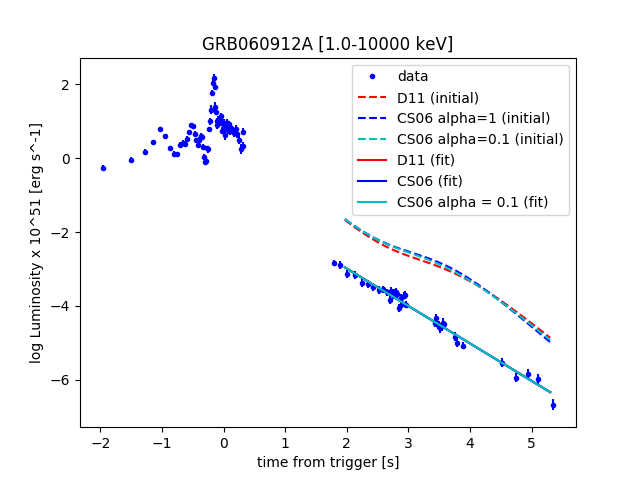 GRB060912A [1.0-10000 keV]
data
D11 (initial)
CS06 alpha=1 (initial)
CS06 alpha=0.1 (initial)
D11 (fit)
CS06 (fit)
CS06 alpha = 0.1 (fit)
log Luminosity x 10^51 [erg s^-1]
2
0
−2
−4
−6
−2 −1 0 1 2 3 4 5
time from trigger [s]